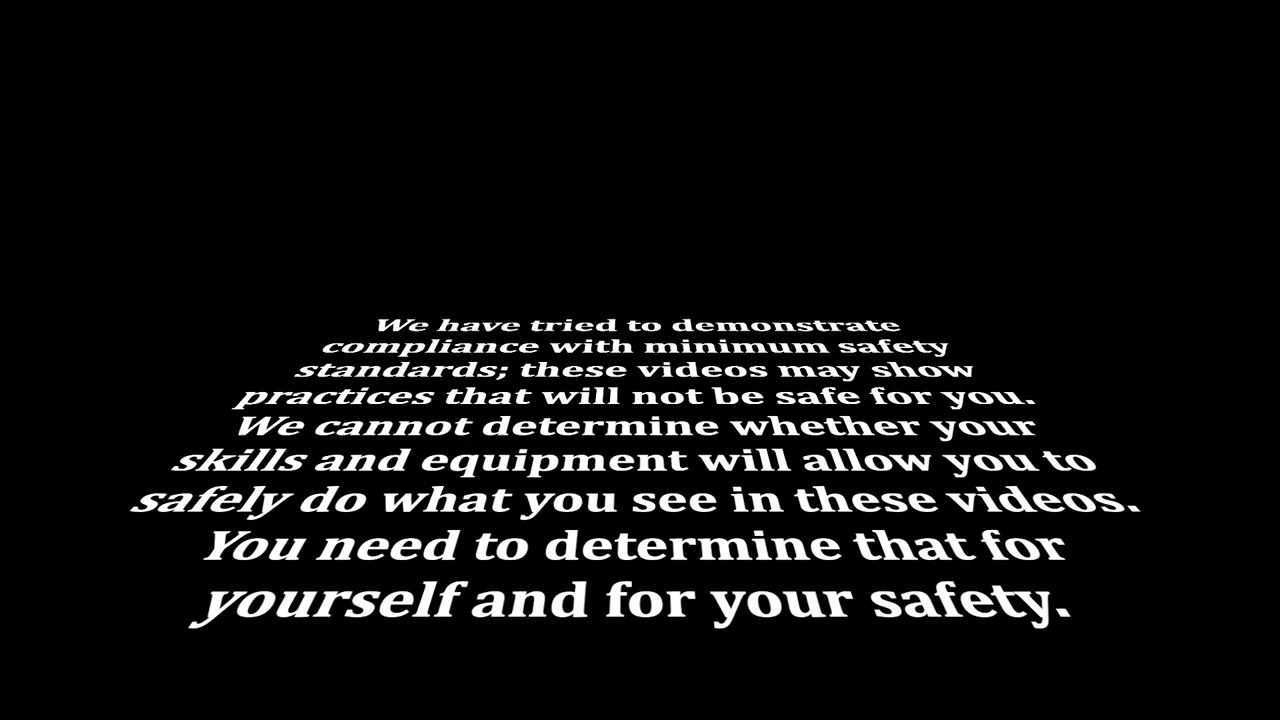 We have tried to demonstrate
compliance with minimum safety
standards; these videos may show
practices that will not be safe for you.
We cannot determine whether your
skills and equipment will allow you to
safely do what you see in these videos.
You need to determine that for
yourself and for your safety.